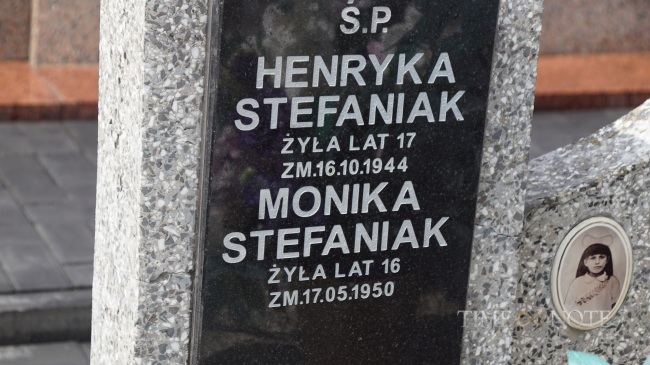 Ś.P.
HENRYKA
STEFANIAK
ŻYŁA LAT 17
ZM.16.10.1944
MONIKA
STEFANIAK
ŻYŁA LAT 16
ZM.17.05.1950